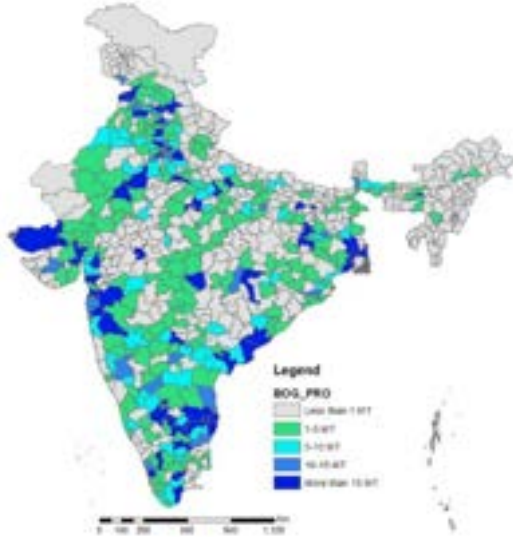 Legend
BOG_PRO
Less than 1 MT
1-5 MT
5-10 MT
10-15 MT
More than 15 MT
0